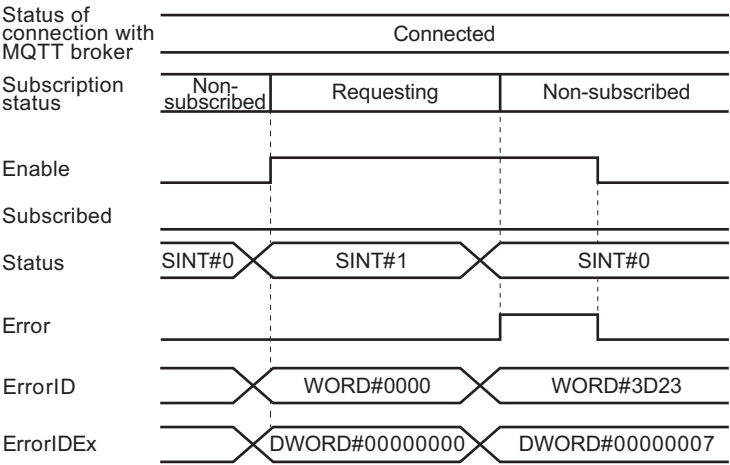 Status of
connection with
MQTT broker
Connected
Subscription
status
Non-
subscribed
Requesting
Non-subscribed
Enable
Subscribed
Status
SINT#0
SINT#1
SINT#0
Error
ErrorID
WORD#0000
WORD#3D23
ErrorIDEx
DWORD#00000000
DWORD#00000007